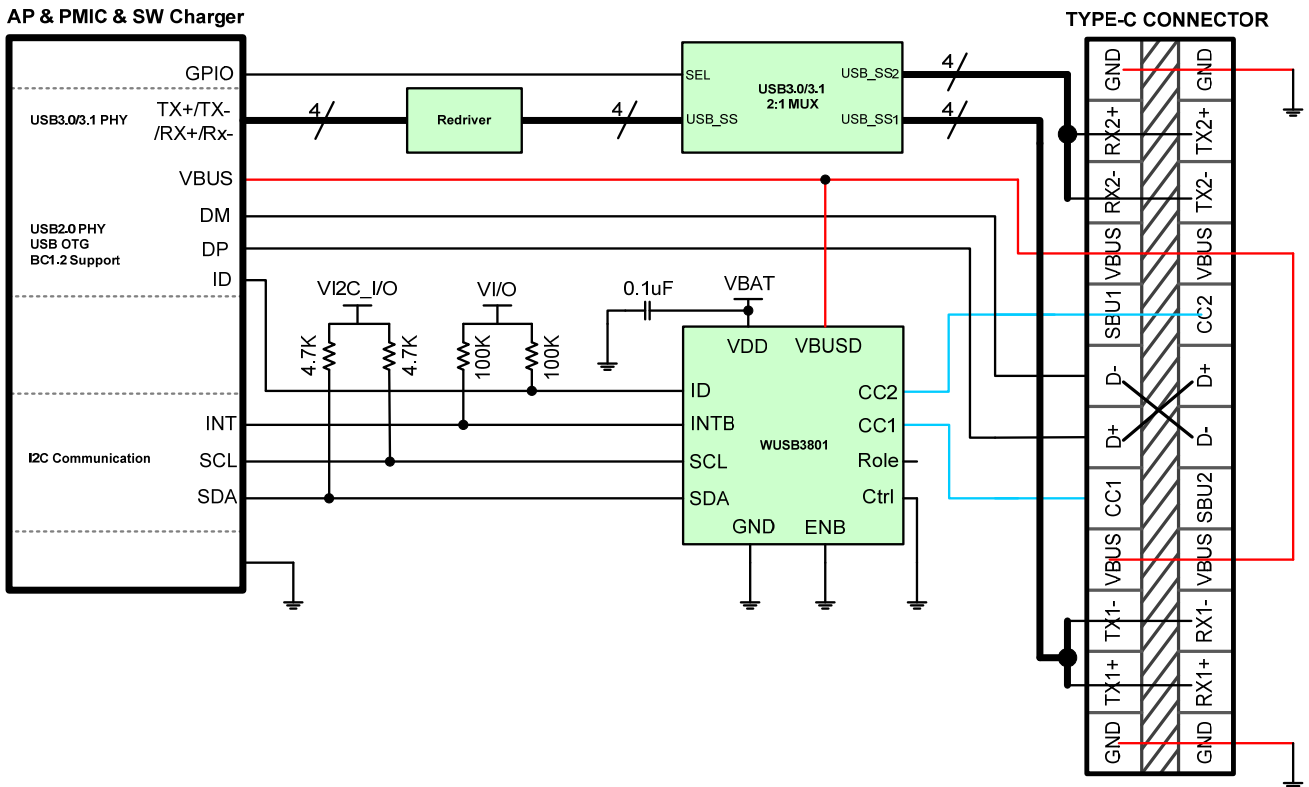 AP & PMIC & SW Charger
TYPE-C CONNECTOR
GPIO
USB3.0/3.1 PHY
TX+/TX-
/RX+/Rx-
VBUS
DM
USB2.0 PHY
USB OTG
BC1.2 Support
DP
ID
INT
I2C Communication
SCL
SDA
4
Redriver
4
SEL
USB_SS
USB3.0/3.1
2:1 MUX
USB_SS2
USB_SS1
4
4
VI2C_I/O
4.7K
4.7K
VI/O
100K
100K
0.1uF
VBAT
VDD
VBUSD
ID
INTB
SCL
SDA
WUSB3801
CC2
CC1
Role
Ctrl
GND
ENB
GND
GND
RX2+
TX2+
RX2-
TX2-
VBUS
VBUS
SBU1
CC2
D-
D+
D+
D-
CC1
SBU2
VBUS
VBUS
TX1-
RX1-
TX1+
RX1+
GND
GND